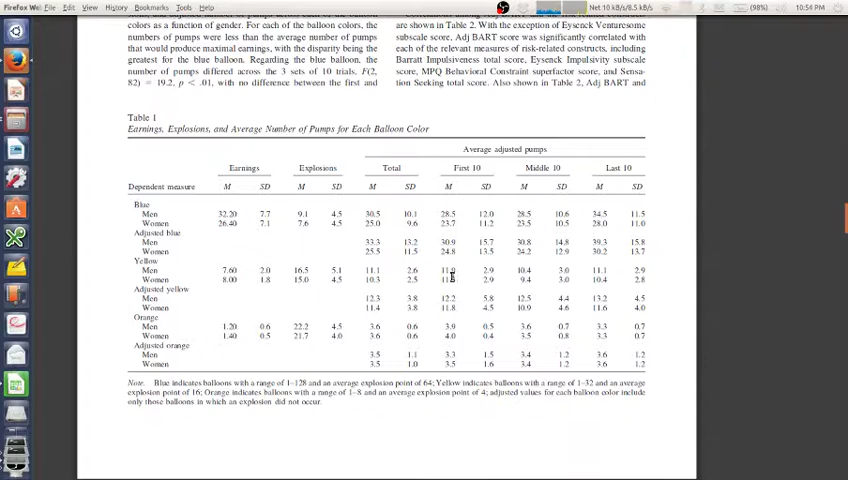 Firefox Web File Edit View History Bookmarks Tools Help Net 10 kB/s/8.5 kB/s (98%) 10:54 PM
colors as a function of gender. For each of the balloon colors, the
numbers of pumps were less than the average number of pumps
that would produce maximal earnings, with the disparity being the
greatest for the blue balloon. Regarding the blue balloon, the
number of pumps differed across the 3 sets of 10 trials. F(2,
82) = 19.2, p < .01, with no difference between the first and
are shown in Table 2. With the exception of Eysenck Venturesome
subscale score, Adj BART score was significantly correlated with
each of the relevant measures of risk-related constructs, including
Barratt Impulsiveness total score, Eysenck Impulsivity subscale
score, MPQ Behavioral Constraint superfactor score, and Sensa-
tion Seeking total score. Also shown in Table 2, Adj BART and
Table 1
Earnings, Explosions, and Average Number of Pumps for Each Balloon Color
Average adjusted pumps
Earnings Explosions Total First 10 Middle 10 Last 10
Dependent measure M SD M SD M SD M SD M SD M SD
Blue
Men 32.20 7.7 9.1 4.5 30.5 10.1 28.5 12.0 28.5 10.6 34.5 11.5
Women 26.40 7.1 7.6 4.5 25.0 9.6 23.7 11.2 23.5 10.5 28.0 11.0
Adjusted blue
Men 33.3 13.2 30.9 15.7 30.8 14.8 39.3 15.8
Women 25.5 11.5 24.8 13.5 24.2 12.9 30.2 13.7
Yellow
Men 7.60 2.0 16.5 5.1 11.1 2.6 2.9 10.4 3.0 11.1 2.9
Women 8.00 1.8 15.0 4.5 10.3 2.5 2.9 9.4 3.0 10.4 2.8
Adjusted yellow
Men 12.3 3.8 12.2 5.8 12.5 4.4 13.2 4.5
Women 11.4 3.8 11.8 4.5 10.9 4.6 11.6 4.0
Orange
Men 1.20 0.6 22.2 4.5 3.6 0.6 3.9 0.5 3.6 0.7 3.3 0.7
Women 1.40 0.5 21.7 4.0 3.6 0.6 4.0 0.4 3.5 0.8 3.3 0.7
Adjusted orange
Men 3.5 1.1 3.3 1.5 3.4 1.2 3.6 1.2
Women 3.5 1.0 3.5 1.6 3.4 1.2 3.6 1.2
Note. Blue indicates balloons with a range of 1–128 and an average explosion point of 64; Yellow indicates balloons with a range of 1–32 and an average
explosion point of 16; Orange indicates balloons with a range of 1–8 and an average explosion point of 4; adjusted values for each balloon color include
only those balloons in which an explosion did not occur.